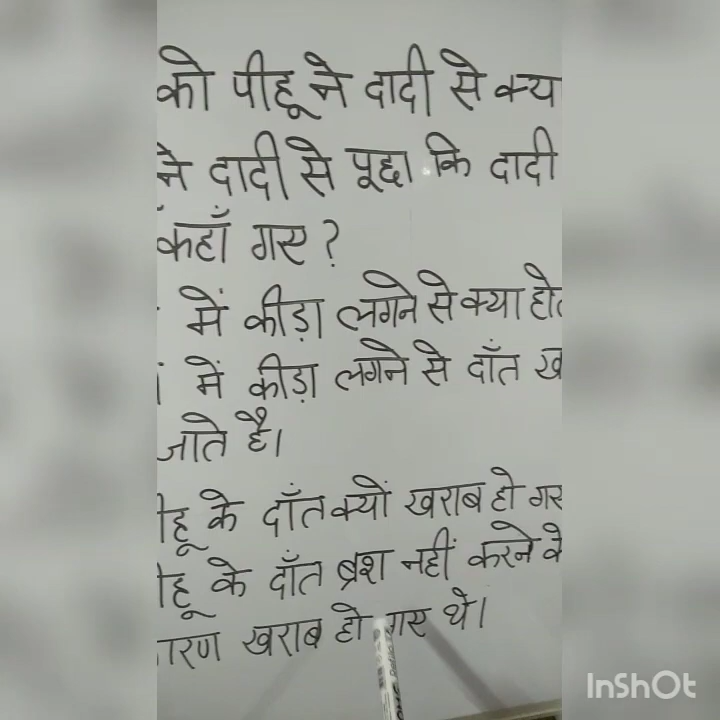 को पीहू ने दादी से क्य
ने दादी से पूछा कि दादी
कहाँ गए ?
में कीड़ा लगने से क्या होत
में कीड़ा लगने से दाँत ख
जाते है।
ीहू के दाँत क्यों खराब हो गए
ीहू के दाँत ब्रश नहीं करने के
ारण खराब हो गए थे।
InShOt